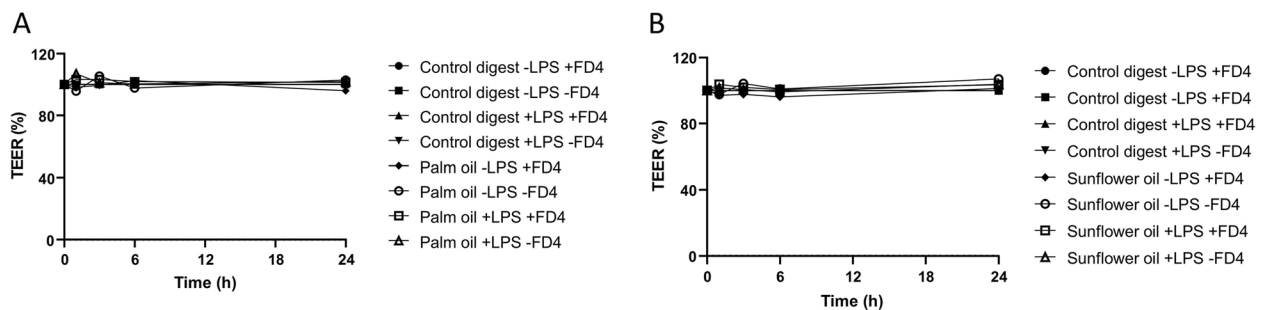 A
TEER (%)
120
80
40
0
0 6 12 18 24
Time (h)
Control digest -LPS +FD4
Control digest -LPS -FD4
Control digest +LPS +FD4
Control digest +LPS -FD4
Palm oil -LPS +FD4
Palm oil -LPS -FD4
Palm oil +LPS +FD4
Palm oil +LPS -FD4
B
TEER (%)
120
80
40
0
0 6 12 18 24
Time (h)
Control digest -LPS +FD4
Control digest -LPS +FD4
Control digest +LPS +FD4
Control digest +LPS -FD4
Sunflower oil -LPS +FD4
Sunflower oil -LPS -FD4
Sunflower oil +LPS +FD4
Sunflower oil +LPS -FD4